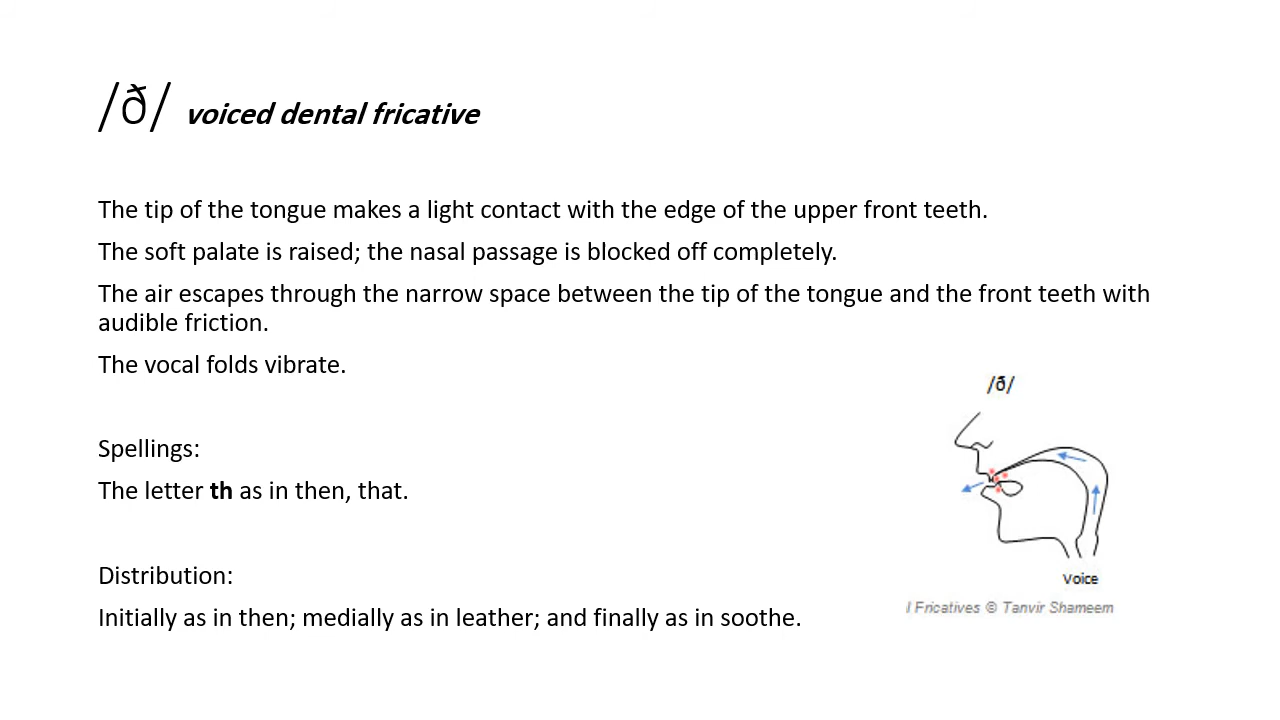 /ð/ voiced dental fricative
The tip of the tongue makes a light contact with the edge of the upper front teeth.
The soft palate is raised; the nasal passage is blocked off completely.
The air escapes through the narrow space between the tip of the tongue and the front teeth with
audible friction.
The vocal folds vibrate.
Spellings:
The letter th as in then, that.
Distribution:
Initially as in then; medially as in leather; and finally as in soothe.
/ð/
Voice
l Fricatives © Tanvir Shameem